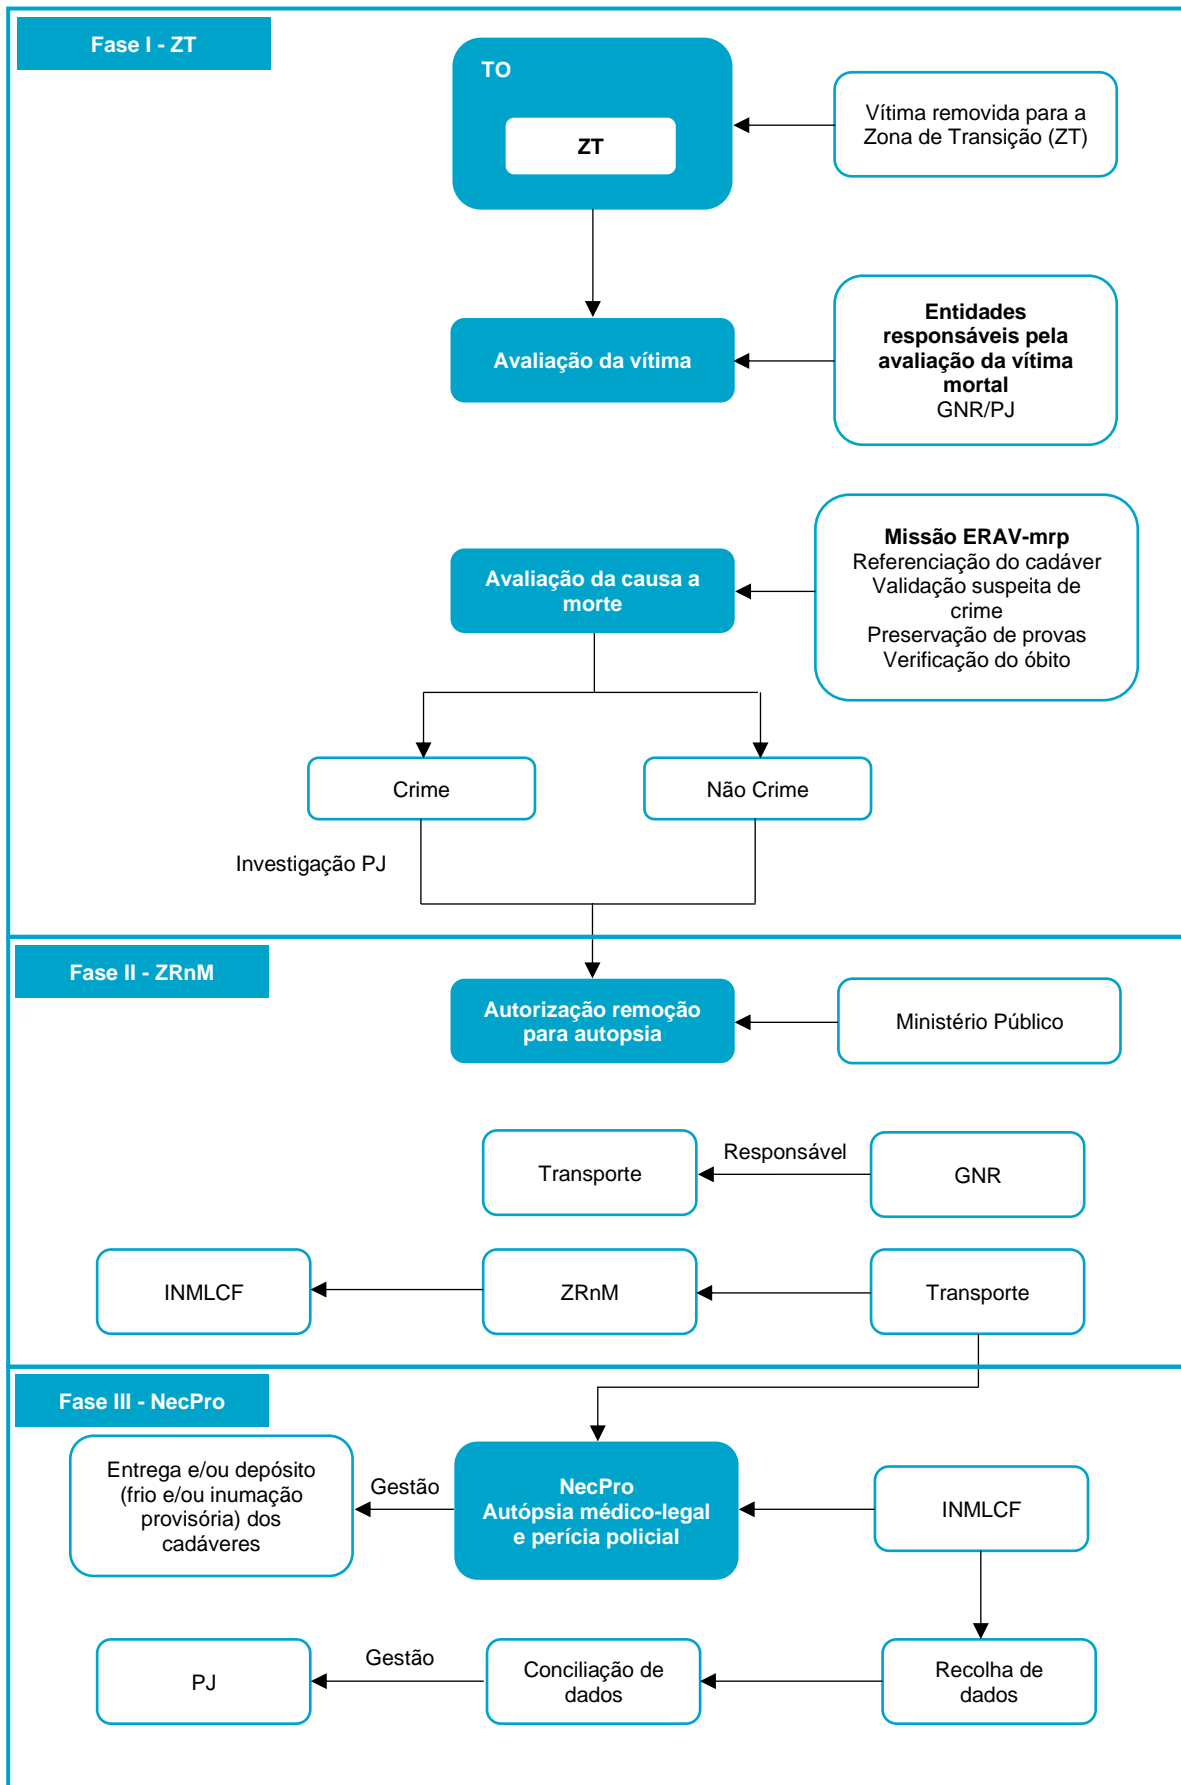 Fase I - ZT
TO
ZT
Vítima removida para a
Zona de Transição (ZT)
Avaliação da vítima
Entidades
responsáveis pela
avaliação da vítima
mortal
GNR/PJ
Avaliação da causa a
morte
Missão ERAV-mrp
Referenciação do cadáver
Validação suspeita de
crime
Preservação de provas
Verificação do óbito
Crime
Não Crime
Investigação PJ
Fase II - ZRnM
Autorização remoção
para autopsia
Ministério Público
Transporte
Responsável
GNR
INMLCF
ZRnM
Transporte
Fase III - NecPro
Entrega e/ou depósito
(frio e/ou inumação
provisória) dos
cadáveres
Gestão
NecPro
Autópsia médico-legal
e perícia policial
INMLCF
PJ
Gestão
Conciliação de
dados
Recolha de
dados